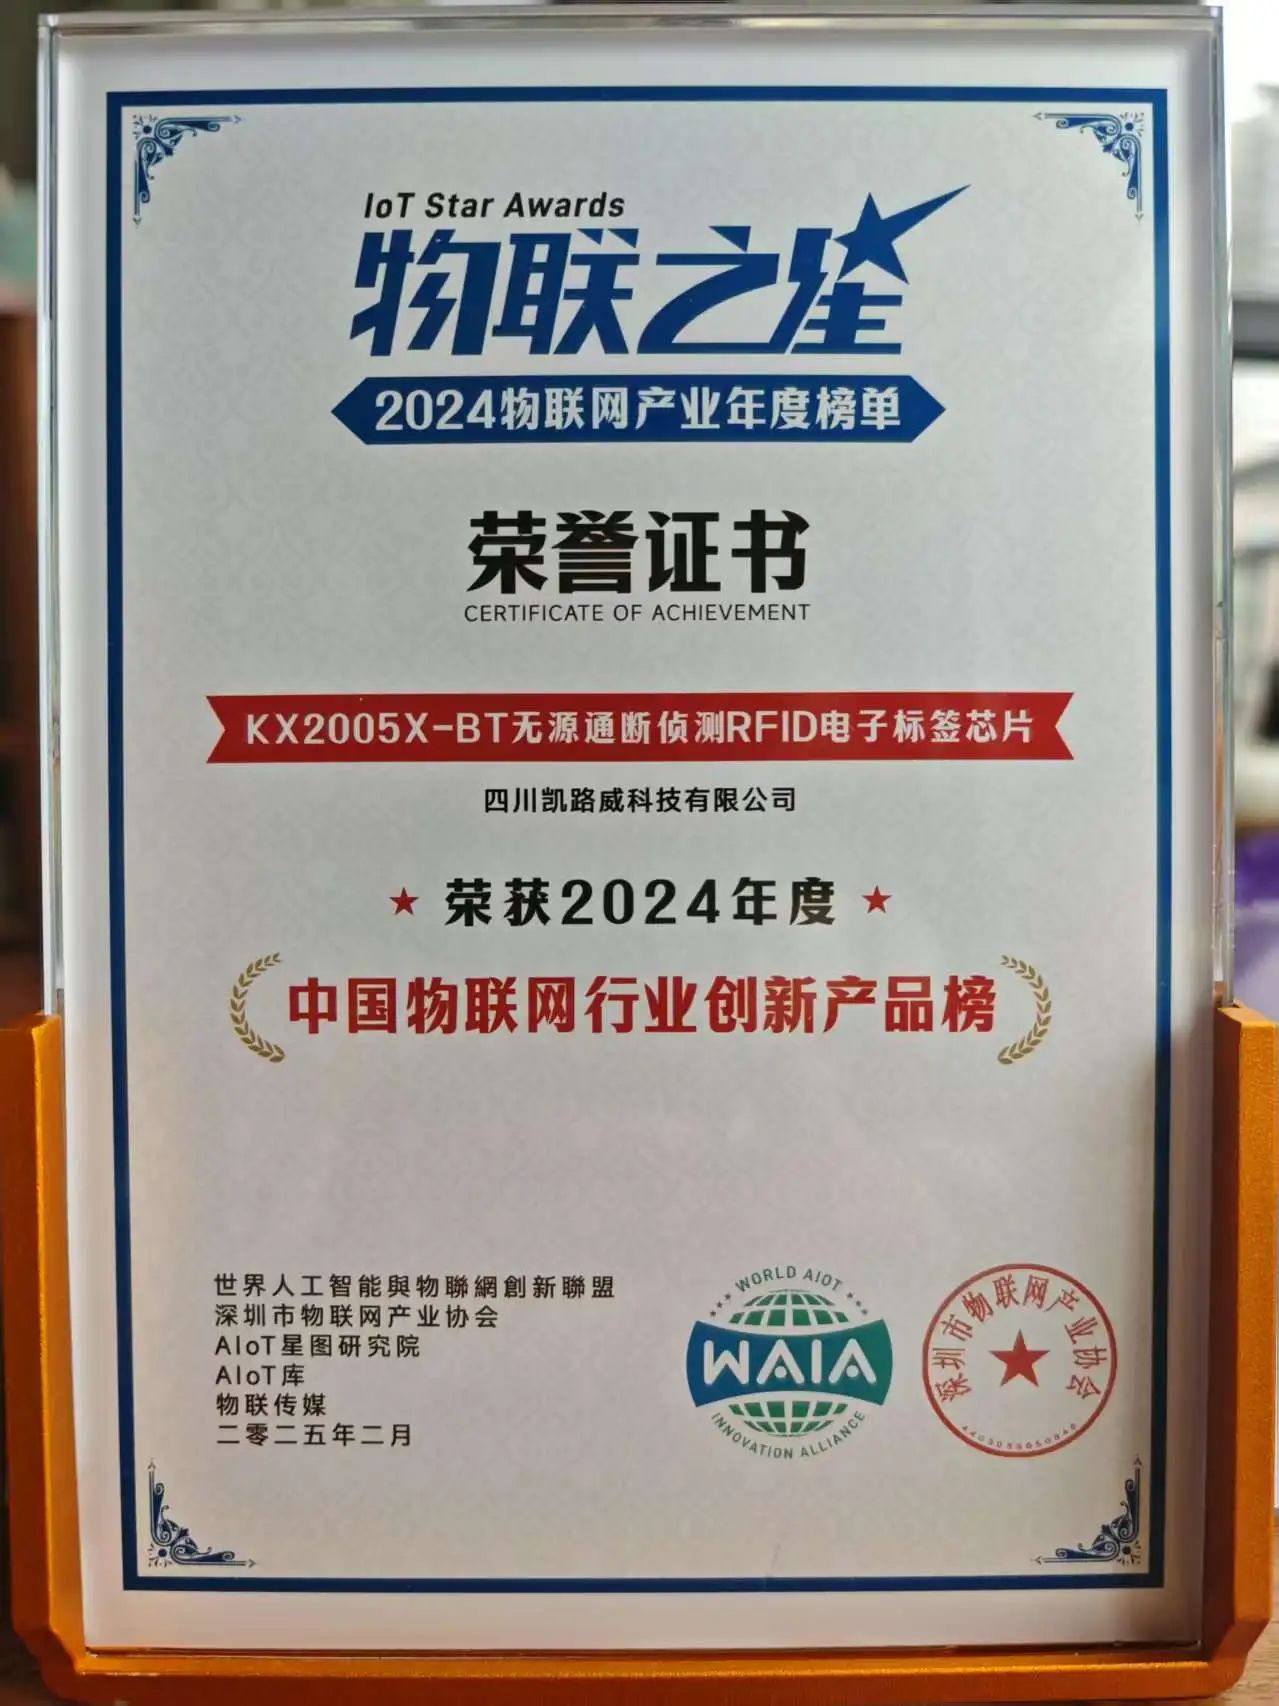 IoT Star Awards
物联之星
2024物联网产业年度榜单
荣誉证书
CERTIFICATE OF ACHIEVEMENT
KX2005X-BT无源通断侦测RFID电子标签芯片
四川凯路威科技有限公司
荣获2024年度
中国物联网行业创新产品榜
世界人工智能與物聯網創新聯盟
深圳市物联网产业协会
AIoT星图研究院
AIoT库
物联传媒
二零二五年二月
WORLD AIOT
WAIA
INNOVATION ALLIANCE
深圳市物联网产业协会